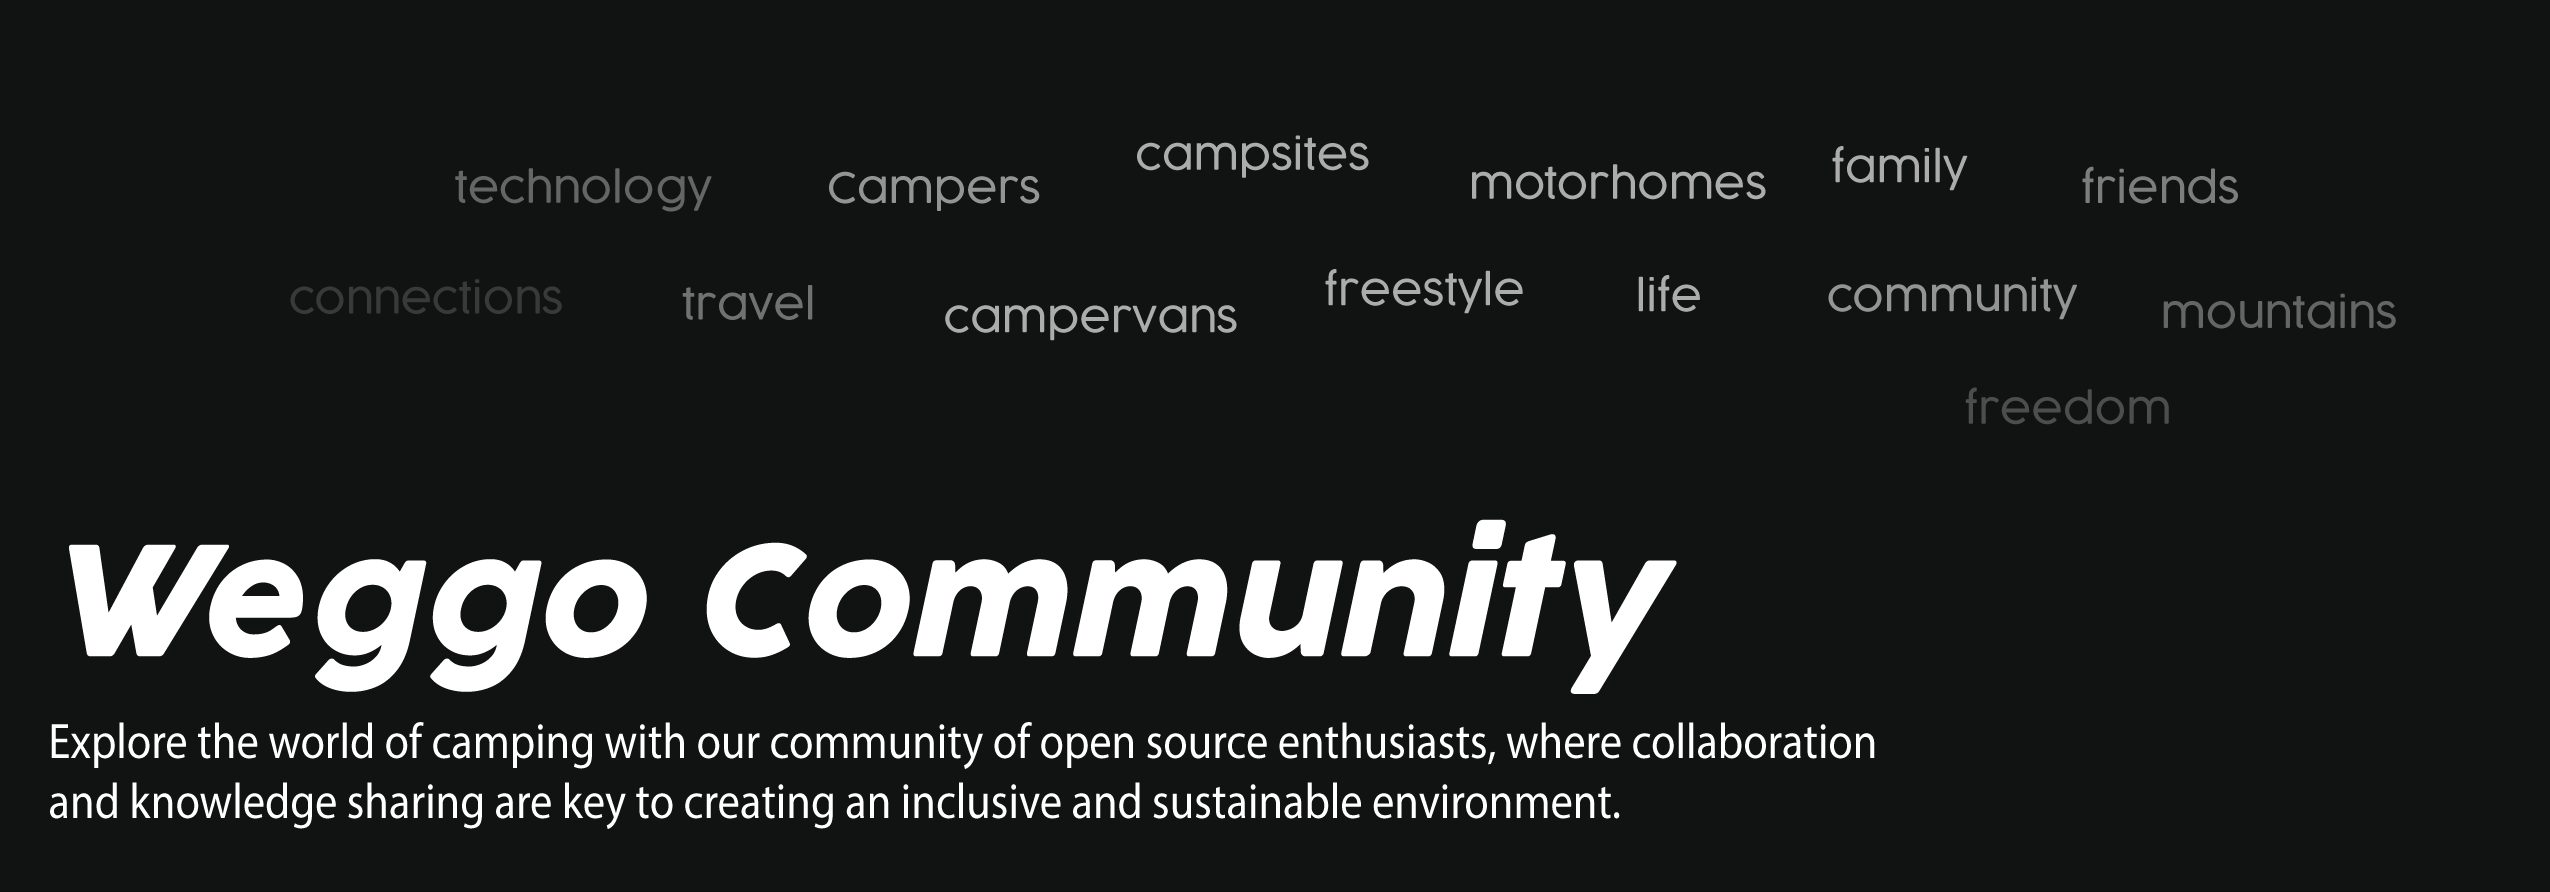 technology Campers campsites motorhomes family friends
connections travel campervans freestyle life community mountains
freedom
Weggo Community
Explore the world of camping with our community of open source enthusiasts, where collaboration
and knowledge sharing are key to creating an inclusive and sustainable environment.